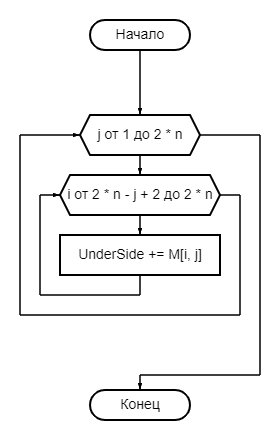 Начало
j от 1 до 2 * n
i от 2 * n - j + 2 до 2 * n
UnderSide += M[i, j]
Конец